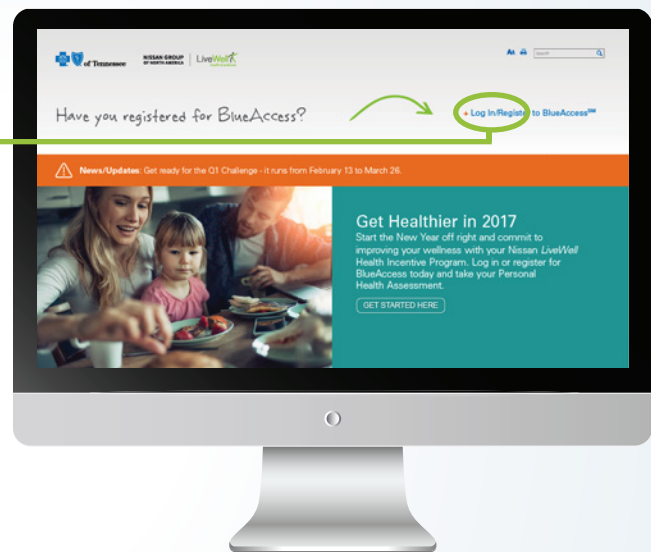 of Tennessee
NISSAN GROUP
OF NORTH AMERICA
LiveWell
Aa
Search
Have you registered for BlueAccess?
+ Log In/Register to BlueAccess℠
News/Updates: Get ready for the Q1 Challenge - it runs from February 13 to March 26.
Get Healthier in 2017
Start the New Year off right and commit to
improving your wellness with your Nissan LiveWell
Health Incentive Program. Log in or register for
BlueAccess today and take your Personal
Health Assessment.
GET STARTED HERE